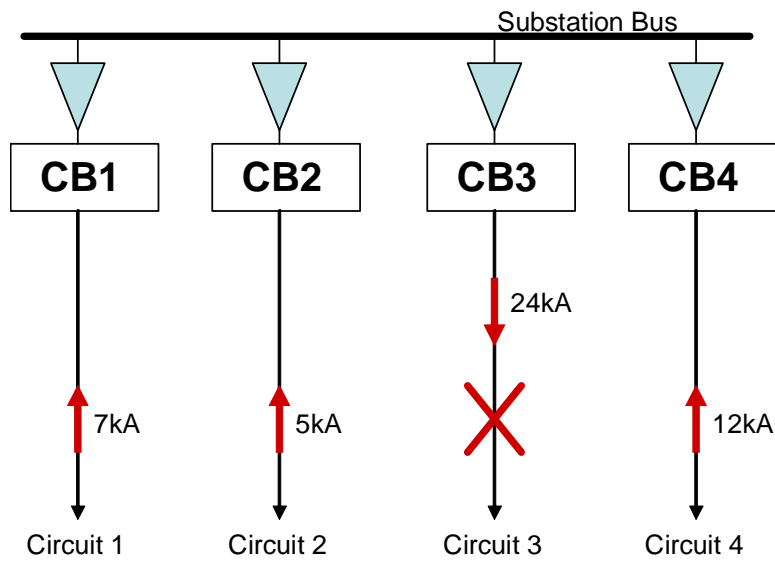 Substation Bus
CB1
CB2
CB3
CB4
24kA
7kA
5kA
12kA
Circuit 1
Circuit 2
Circuit 3
Circuit 4